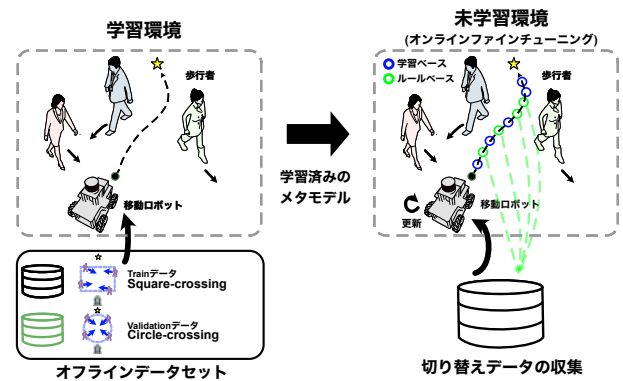 学習環境
歩行者
移動ロボット
Trainデータ
Square-crossing
Validationデータ
Circle-crossing
オフラインデータセット
学習済みの
メタモデル
未学習環境
(オンラインファインチューニング)
学習ベース
ルールベース
歩行者
移動ロボット
更新
切り替えデータの収集